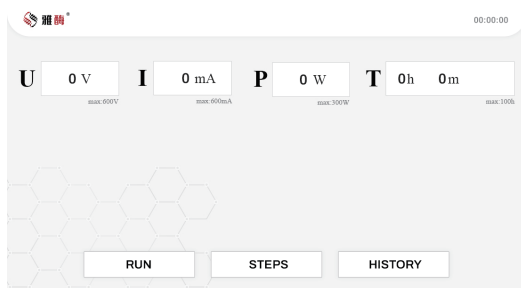 雅酶®
00:00:00
U 0 V I 0 mA P 0 W T 0h 0m
max:600V max:600mA max:300W max:100h
RUN STEPS HISTORY